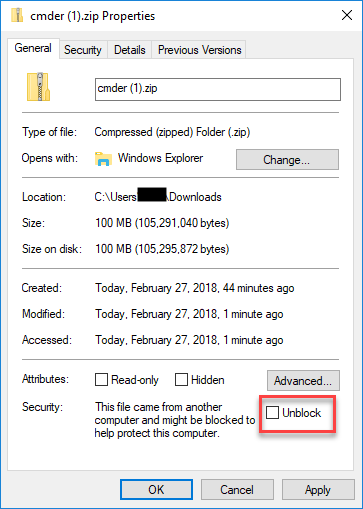 cmder (1).zip Properties
General Security Details Previous Versions
cmder (1).zip
Type of file: Compressed (zipped) Folder (.zip)
Opens with: Windows Explorer Change...
Location: C:\Users\ \Downloads
Size: 100 MB (105,291,040 bytes)
Size on disk: 100 MB (105,295,872 bytes)
Created: Today, February 27, 2018, 44 minutes ago
Modified: Today, February 27, 2018, 1 minute ago
Accessed: Today, February 27, 2018, 1 minute ago
Attributes: Read-only Hidden Advanced...
Security: This file came from another
computer and might be blocked to
help protect this computer.
Unblock
OK Cancel Apply